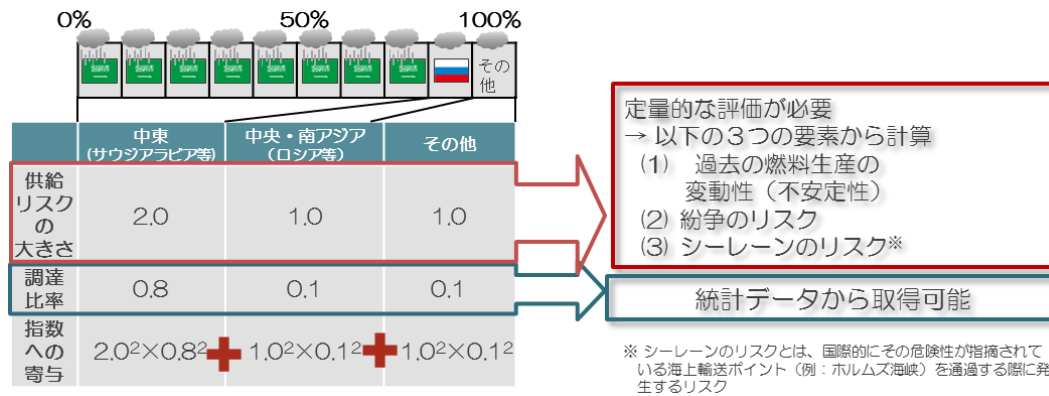 0% 50% 100%
その
他
中東
(サウジアラビア等)
中央・南アジア
(ロシア等)
その他
供給
リスク
の
大きさ
2.0 1.0 1.0
調達
比率
0.8 0.1 0.1
指数
への
寄与
2.0²×0.8² + 1.0²×0.1² + 1.0²×0.1²
定量的な評価が必要
→ 以下の3つの要素から計算
(1) 過去の燃料生産の
変動性(不安定性)
(2) 紛争のリスク
(3) シーレーンのリスク※
統計データから取得可能
※ シーレーンのリスクとは、国際的にその危険性が指摘されて
いる海上輸送ポイント(例:ホルムズ海峡)を通過する際に発
生するリスク